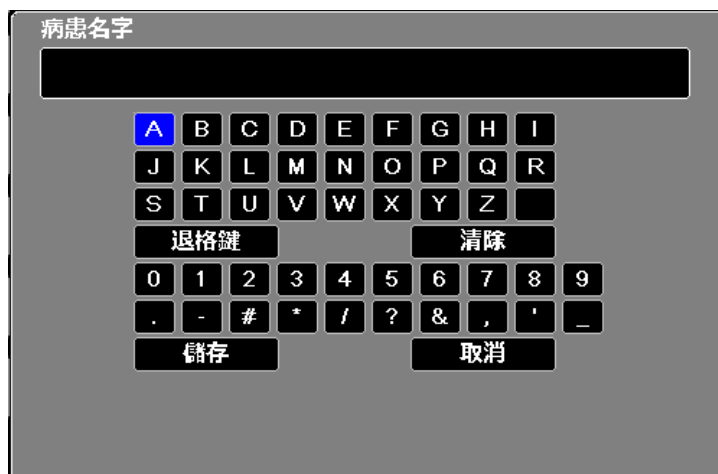 病患名字
A B C D E F G H I
J K L M N O P Q R
S T U V W X Y Z
退格鍵 清除
0 1 2 3 4 5 6 7 8 9
. - # * / ? & , ' _
儲存 取消